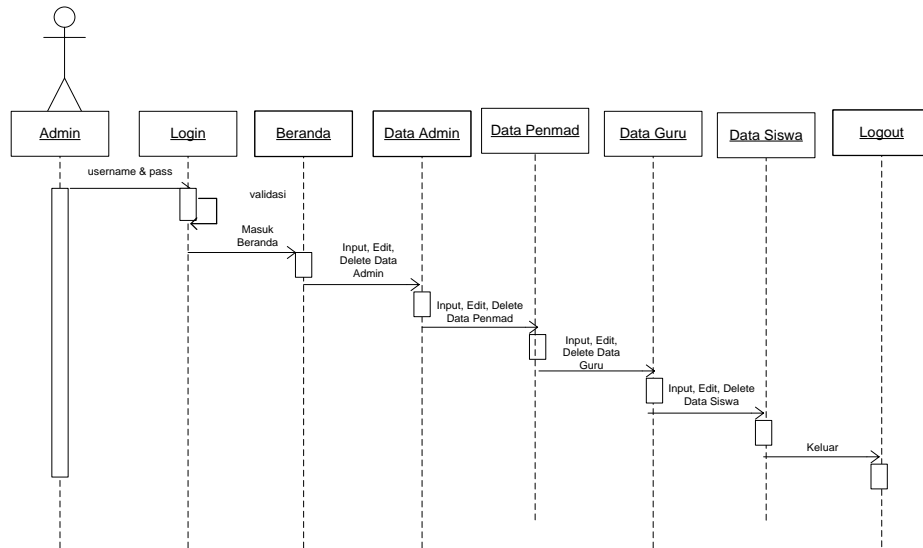 Admin
Login
Beranda
Data Admin
Data Penmad
Data Guru
Data Siswa
Logout
username & pass
validasi
Masuk
Beranda
Input, Edit,
Delete Data
Admin
Input, Edit, Delete
Data Penmad
Input, Edit,
Delete Data
Guru
Input, Edit, Delete
Data Siswa
Keluar